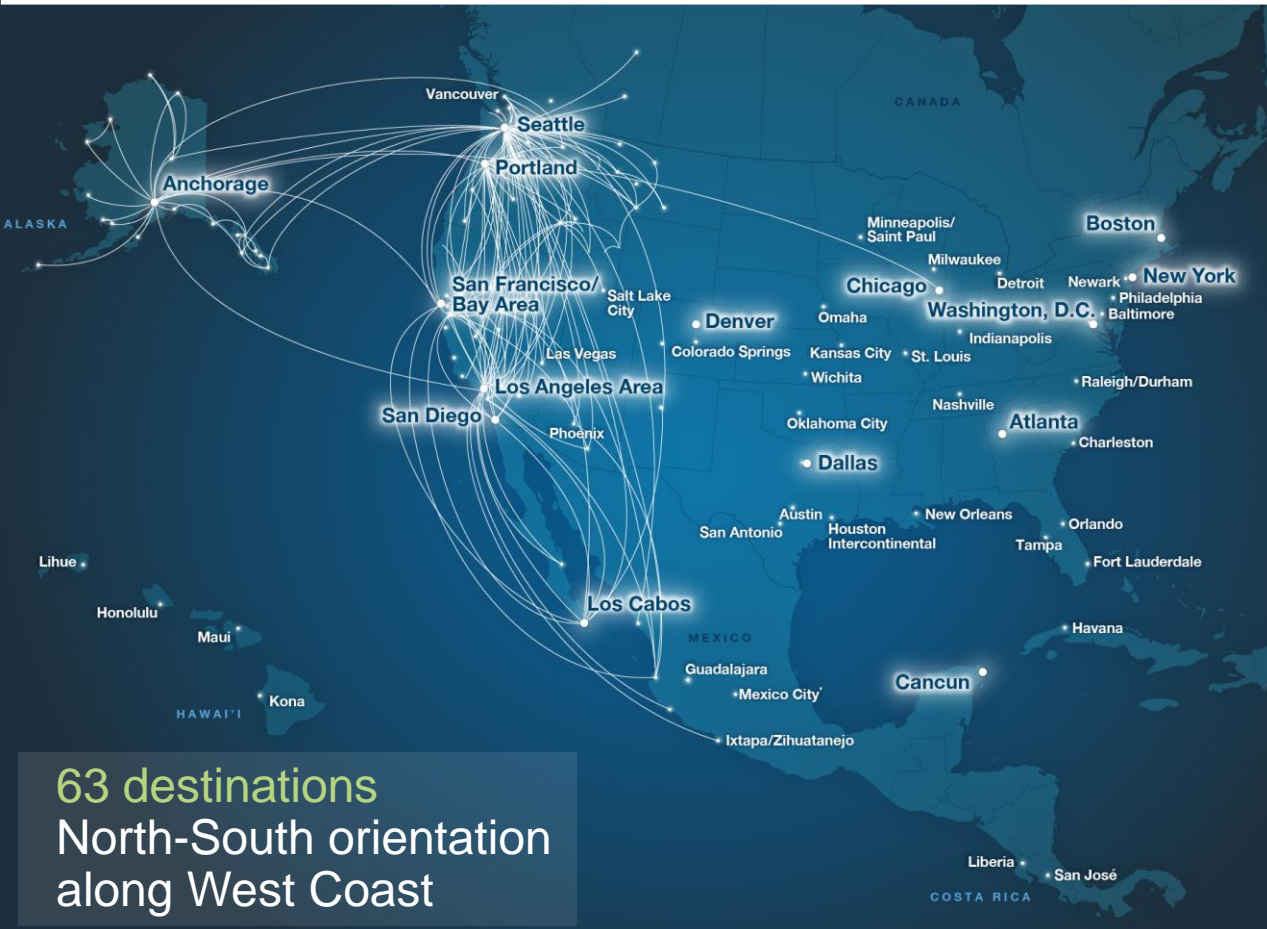 CANADA
Vancouver
Seattle
Portland
Anchorage
ALASKA
Minneapolis/
Saint Paul
Boston
Milwaukee
Detroit
Newark
New York
Chicago
Philadelphia
Washington, D.C.
Baltimore
San Francisco/
Bay Area
Salt Lake
City
Denver
Omaha
Indianapolis
Colorado Springs
Kansas City
St. Louis
Las Vegas
Wichita
Raleigh/Durham
Los Angeles Area
Nashville
San Diego
Phoenix
Oklahoma City
Atlanta
Charleston
Dallas
Austin
San Antonio
Houston
Intercontinental
New Orleans
Orlando
Tampa
Fort Lauderdale
Lihue
Honolulu
Maui
Kona
HAWAI'I
Los Cabos
MEXICO
Havana
Guadalajara
Mexico City*
Cancun
Ixtapa/Zihuatanejo
Liberia
San José
COSTA RICA
63 destinations
North-South orientation
along West Coast